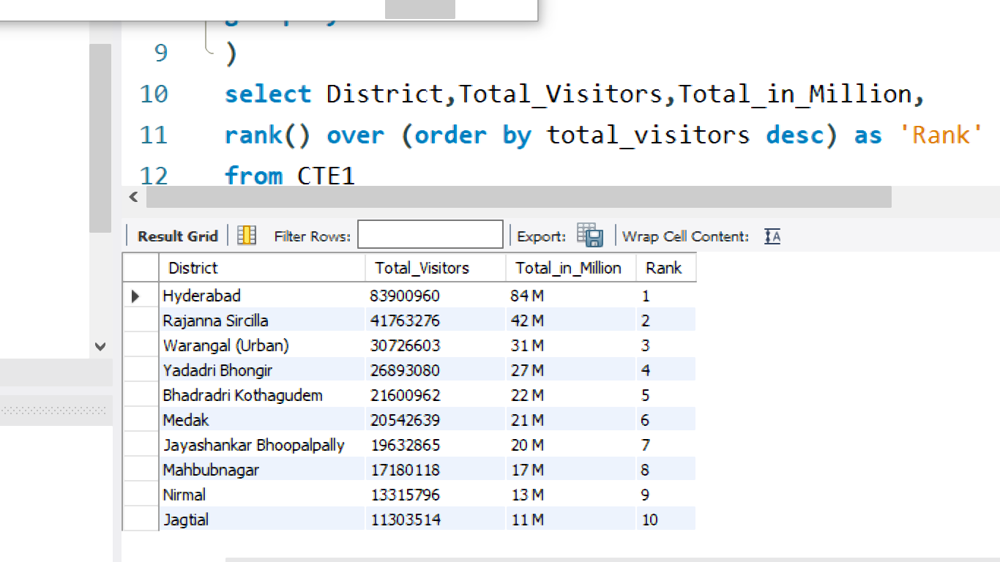 9 )
10 select District,Total_Visitors,Total_in_Million,
11 rank() over (order by total_visitors desc) as 'Rank'
12 from CTE1
Result Grid Filter Rows: Export: Wrap Cell Content:
District Total_Visitors Total_in_Million Rank
Hyderabad 83900960 84 M 1
Rajanna Sircilla 41763276 42 M 2
Warangal (Urban) 30726603 31 M 3
Yadadri Bhongir 26893080 27 M 4
Bhadradri Kothagudem 21600962 22 M 5
Medak 20542639 21 M 6
Jayashankar Bhoopalpally 19632865 20 M 7
Mahbubnagar 17180118 17 M 8
Nirmal 13315796 13 M 9
Jagtial 11303514 11 M 10